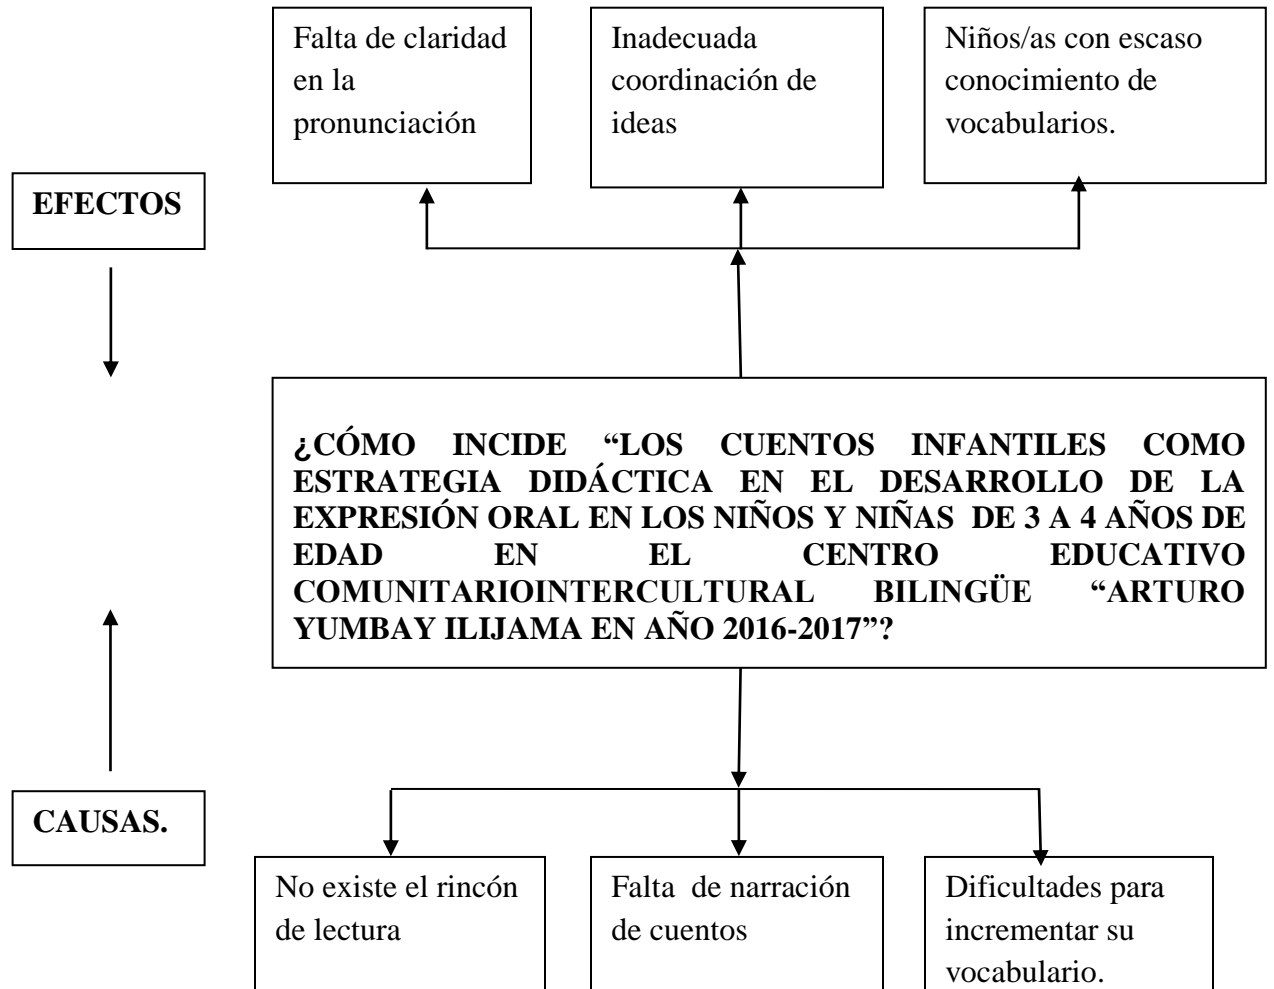 Falta de claridad
en la
pronunciación
Inadecuada
coordinación de
ideas
Niños/as con escaso
conocimiento de
vocabularios.
EFECTOS
¿CÓMO INCIDE “LOS CUENTOS INFANTILES COMO
ESTRATEGIA DIDÁCTICA EN EL DESARROLLO DE LA
EXPRESIÓN ORAL EN LOS NIÑOS Y NIÑAS DE 3 A 4 AÑOS DE
EDAD EN EL CENTRO EDUCATIVO
COMUNITARIOINTERCULTURAL BILINGÜE “ARTURO
YUMBAY ILIJAMA EN AÑO 2016-2017”?
CAUSAS.
No existe el rincón
de lectura
Falta de narración
de cuentos
Dificultades para
incrementar su
vocabulario.